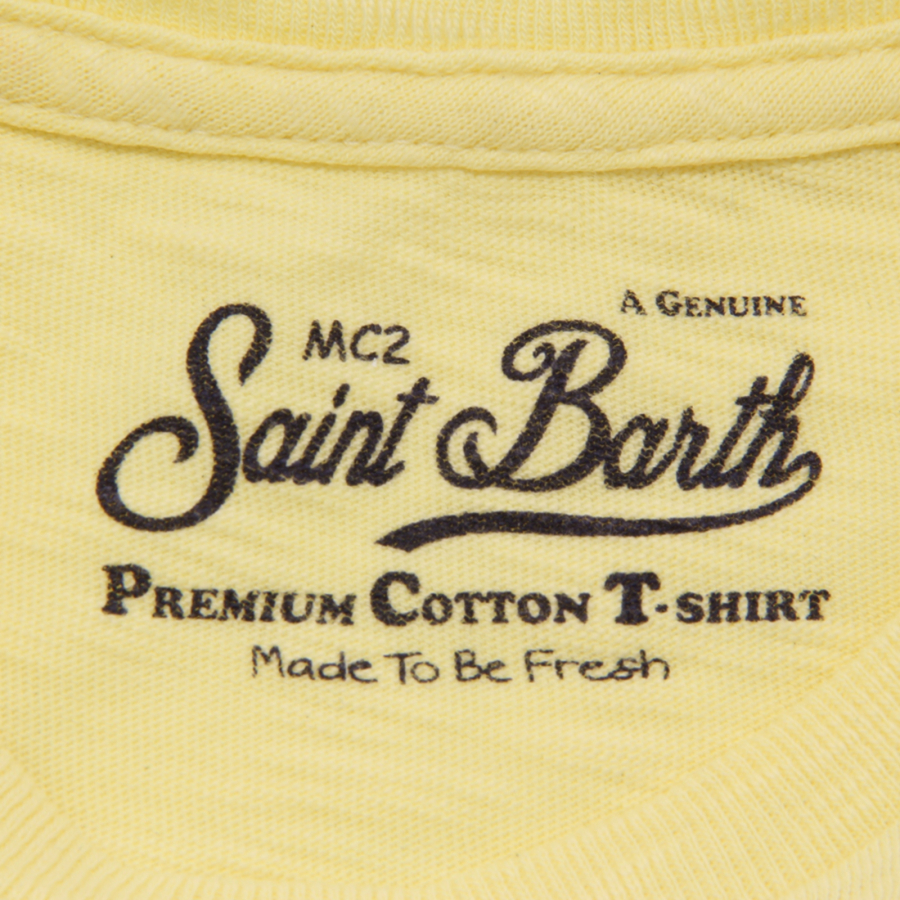 A GENUINE
MC2
Saint Barth
PREMIUM COTTON T-SHIRT
Made To Be Fresh